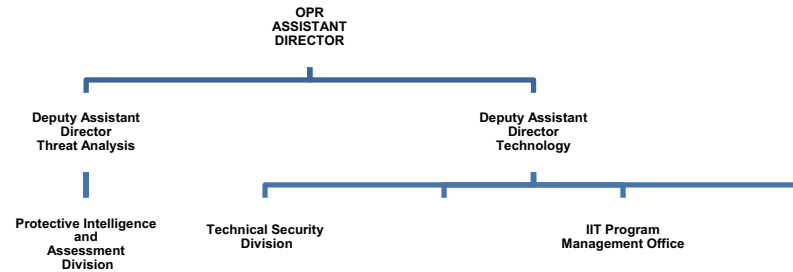 OPR
ASSISTANT
DIRECTOR
Deputy Assistant
Director
Threat Analysis
Deputy Assistant
Director
Technology
Protective Intelligence
and
Assessment
Division
Technical Security
Division
IIT Program
Management Office